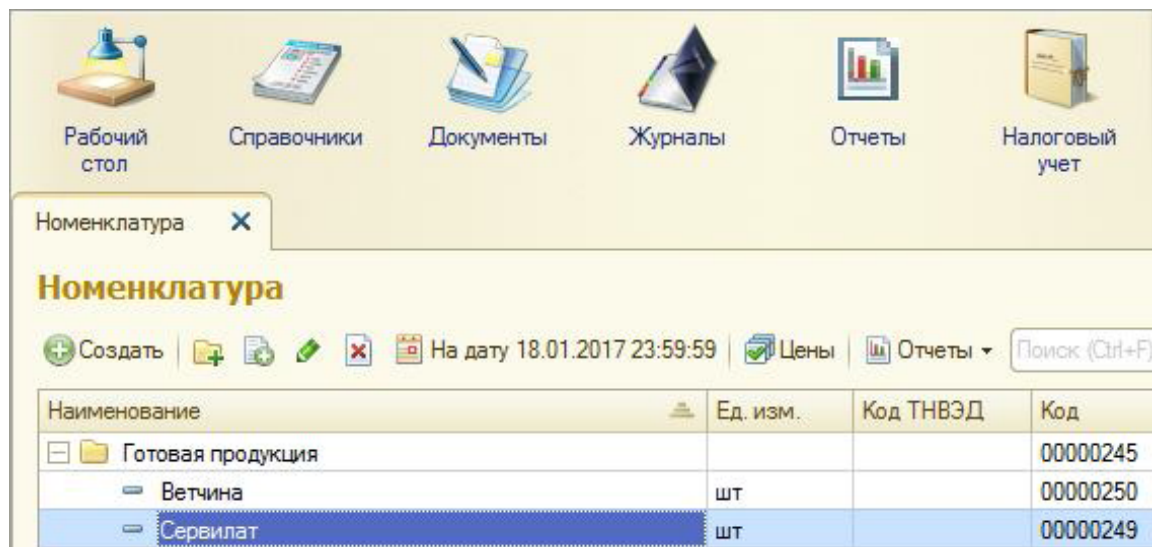 Рабочий стол
Справочники
Документы
Журналы
Отчеты
Налоговый учет
Номенклатура
Номенклатура
Создать На дату 18.01.2017 23:59:59 Цены Отчеты Поиск (Ctrl+F)
Наименование Ед. изм. Код ТНВЭД Код
Готовая продукция 00000245
Ветчина шт 00000250
Сервилат шт 00000249